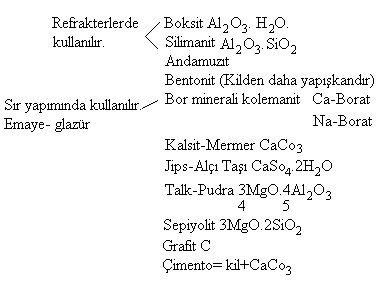 Refrakterlerde kullanılır.
Boksit Al2O3. H2O.
Silimanit Al2O3.SiO2
Andamuzıt
Bentonit (Kilden daha yapışkandır)
Sır yapımında kullanılır.
Emaye- glazür
Bor minerali kolemanit Ca-Borat
Na-Borat
Kalsit-Mermer CaCo3
Jips-Alçı Taşı CaSo4.2H2O
Talk-Pudra 3MgO.4Al2O3
4 5
Sepiyolit 3MgO.2SiO2
Grafit C
Çimento= kil+CaCo3